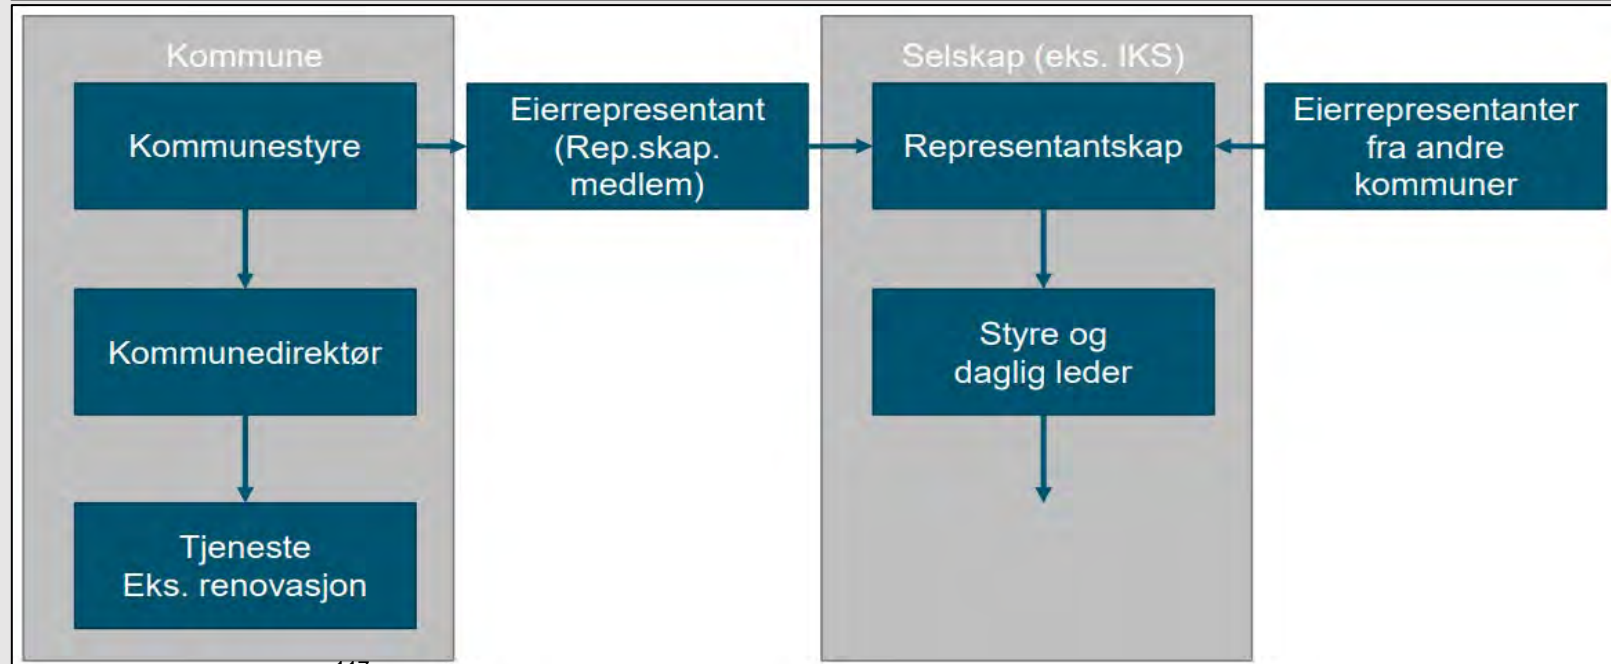 Kommune
Kommunestyre
Kommunedirektør
Tjeneste
Eks. renovasjon
Eierrepresentant
(Rep.skap.
medlem)
Selskap (eks. IKS)
Representantskap
Styre og
daglig leder
Eierrepresentanter
fra andre
kommuner